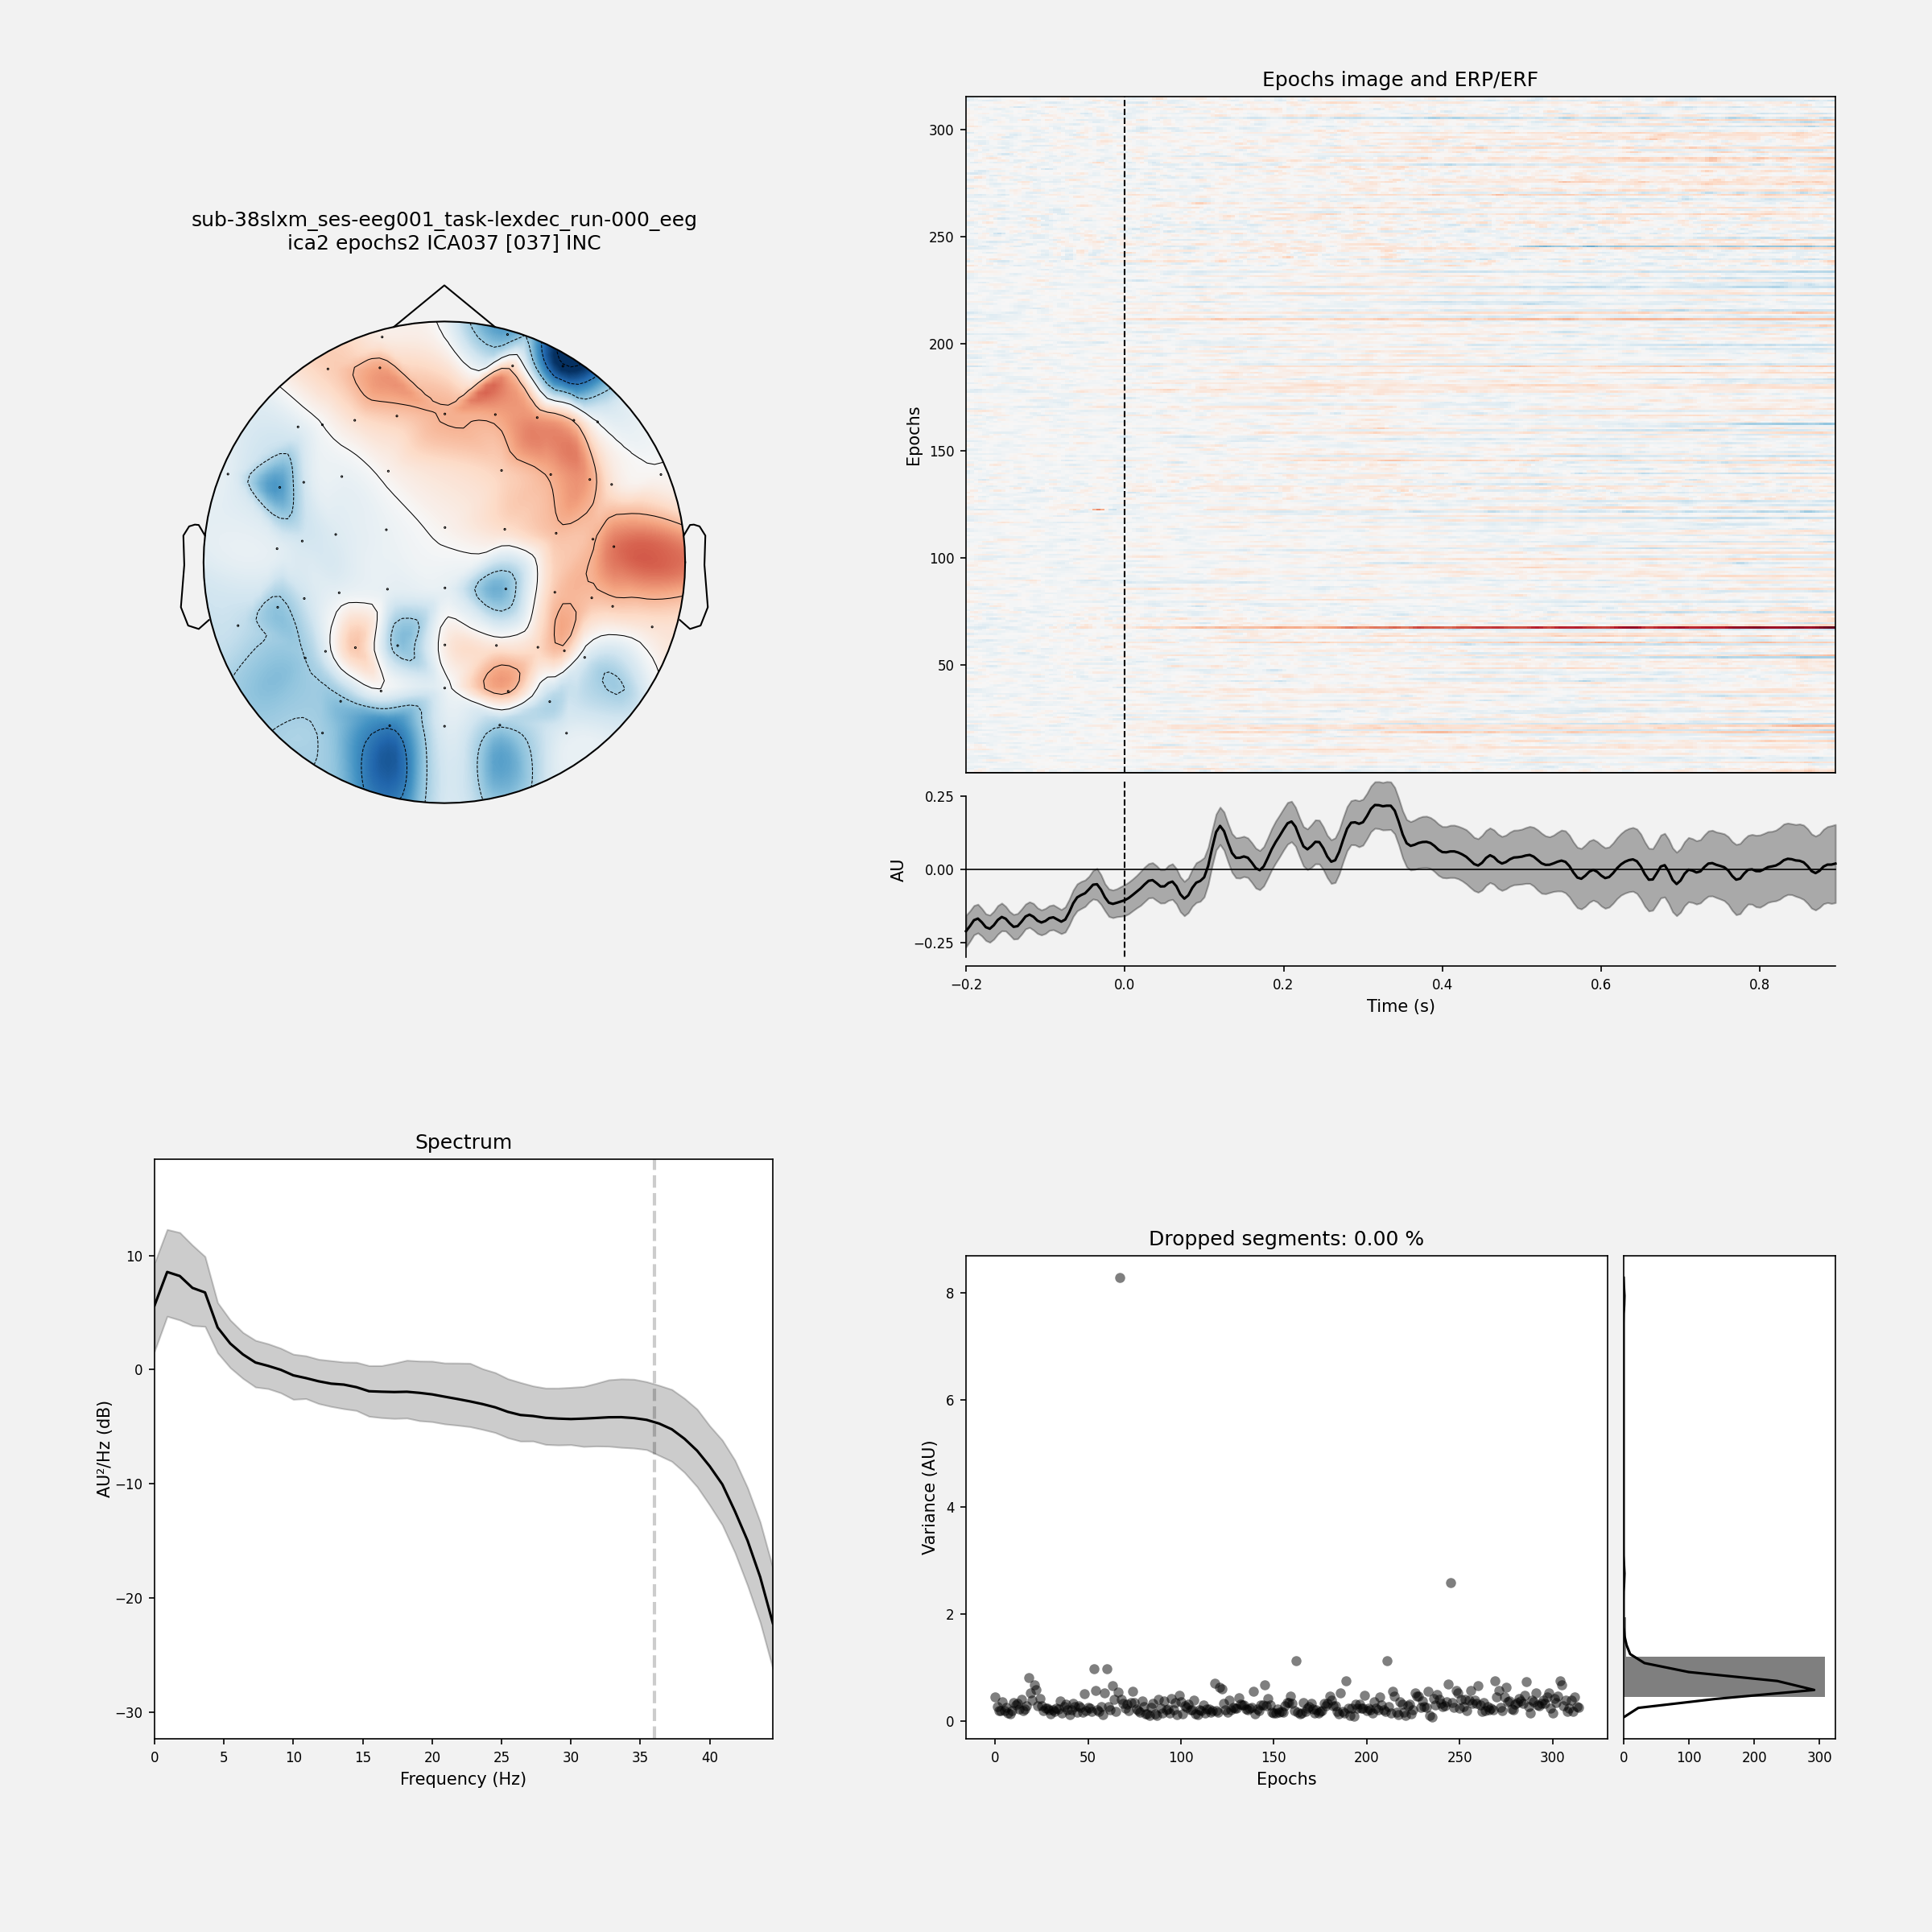 sub-38slxm_ses-eeg001_task-lexdec_run-000_eeg
ica2 epochs2 ICA037 [037] INC
Epochs image and ERP/ERF
Epochs
300
250
200
150
100
50
AU
0.25
0.00
−0.25
−0.2 0.0 0.2 0.4 0.6 0.8
Time (s)
Spectrum
AU²/Hz (dB)
10
0
−10
−20
−30
0 5 10 15 20 25 30 35 40
Frequency (Hz)
Dropped segments: 0.00 %
Variance (AU)
8
6
4
2
0
0 50 100 150 200 250 300
Epochs
0 100 200 300